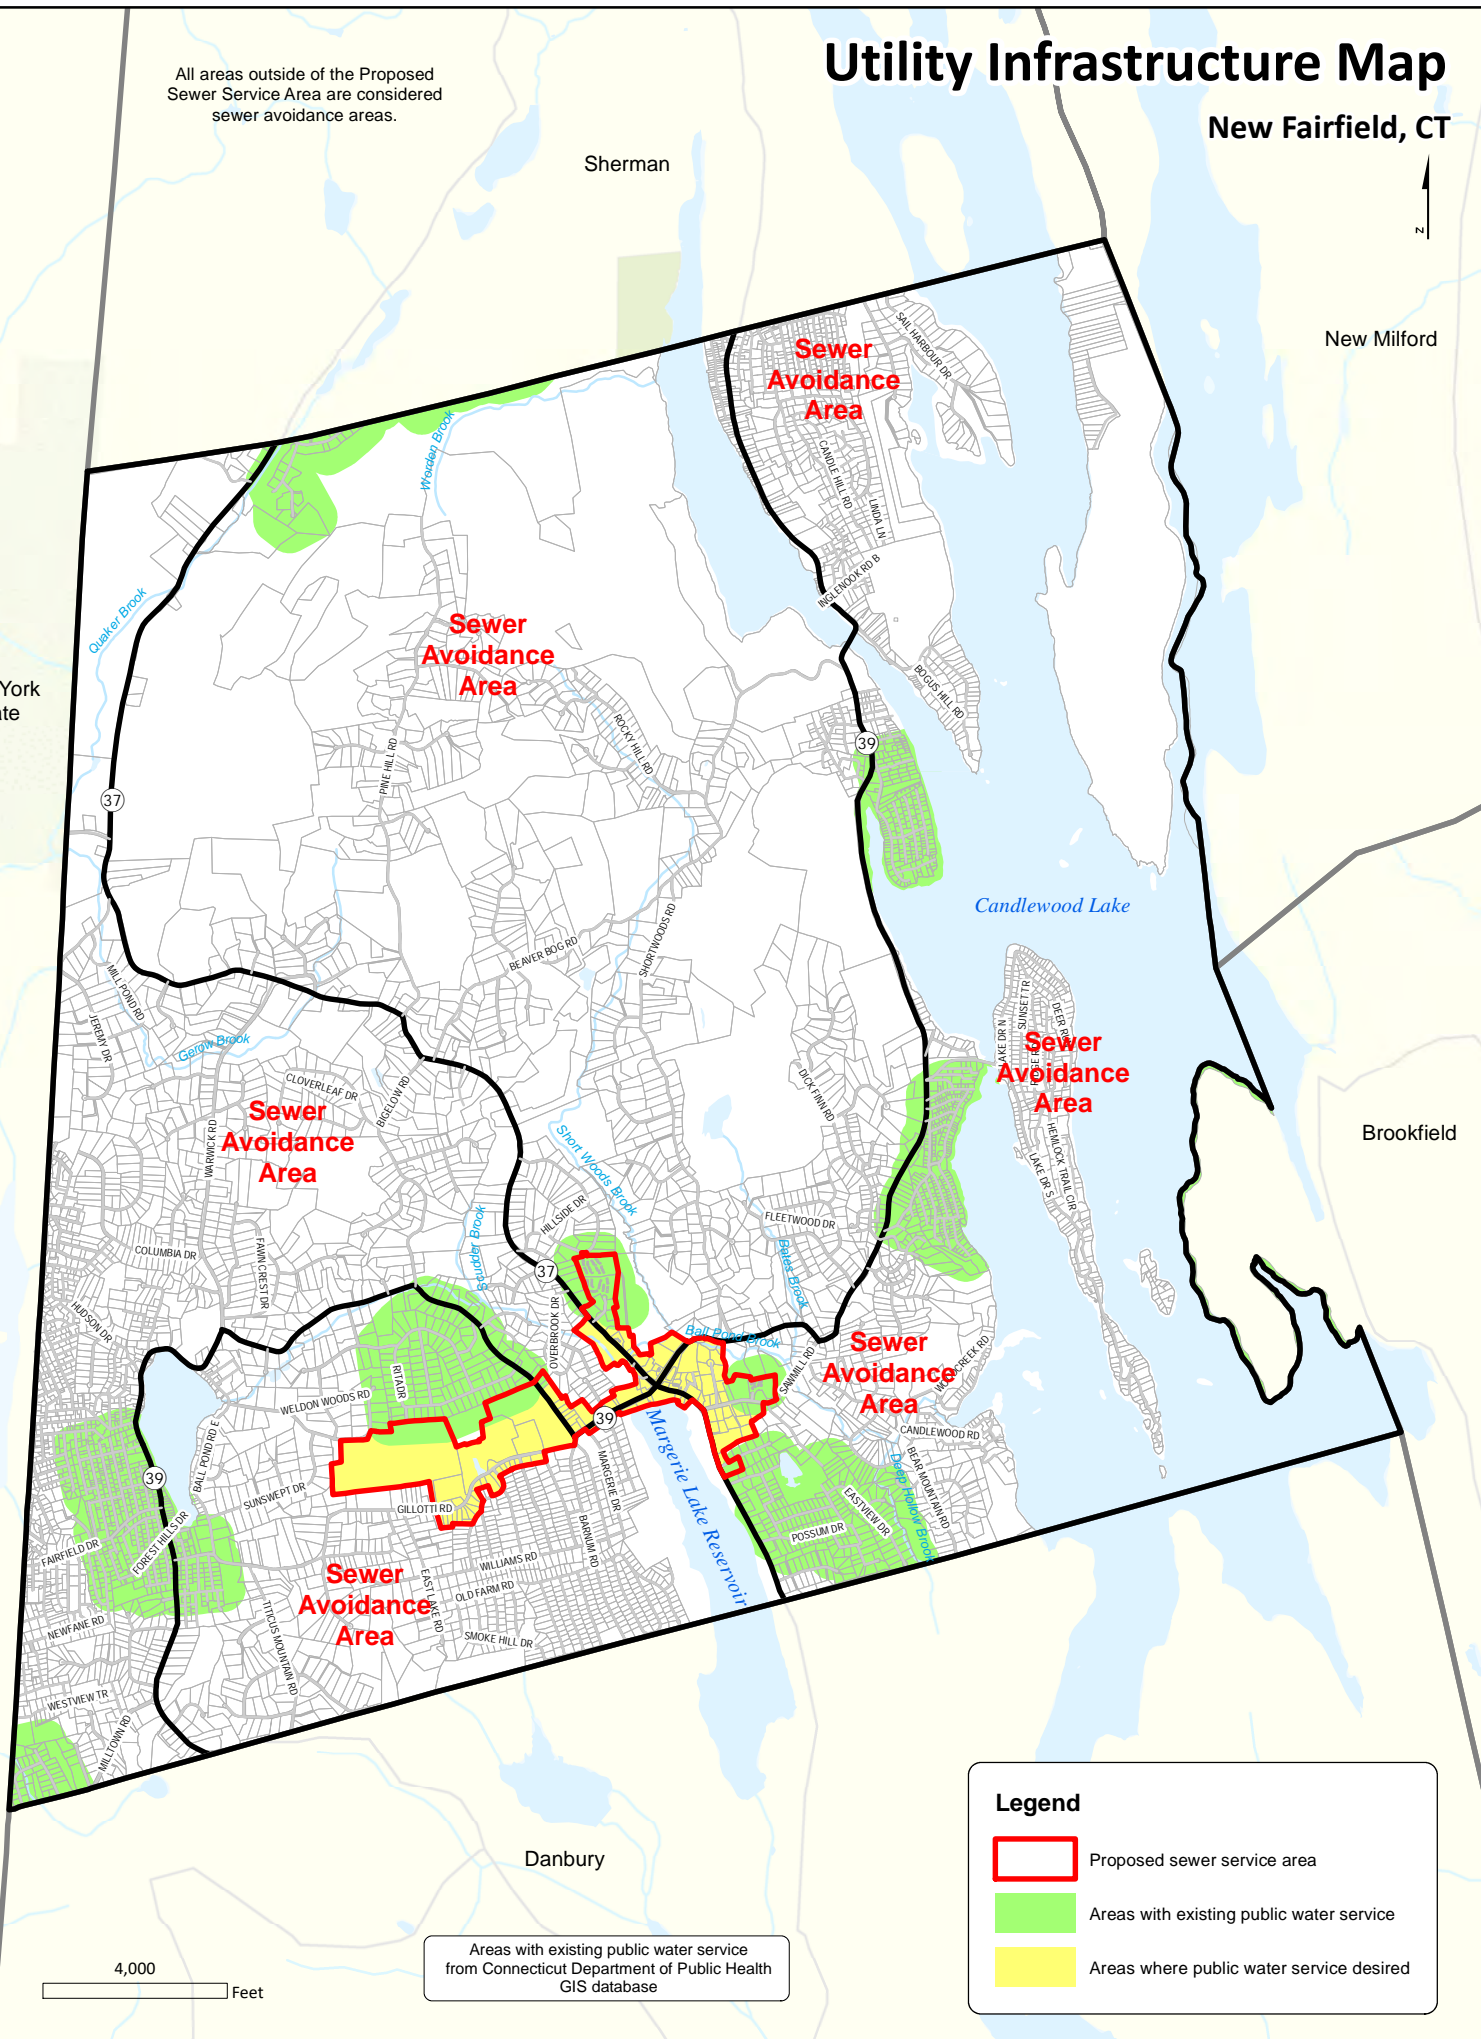 Utility Infrastructure Map
New Fairfield, CT
All areas outside of the Proposed
Sewer Service Area are considered
sewer avoidance areas.
Sherman
N
New Milford
SAIL HARBOUR DR
Sewer
Avoidance
Area
CANDLE HILL RD
LINDA LN
Worden Brook
INGLENOOK RD B
Quaker Brook
Sewer
Avoidance
Area
BOGUS HILL RD
York
ROCKY HILL RD
PINE HILL RD
39
37
Candlewood Lake
SHORTWOODS RD
BEAVER BOG RD
MILL POND RD
JEREMY DR
Gerow Brook
LAKE DR N
SUNSET TR
DEER RUN
Sewer
Avoidance
Area
CLOVERLEAF DR
BIGELOW RD
DICK FINN RD
Sewer
Avoidance
Area
WARWICK RD
Short Woods Brook
HEMLOCK TRAIL CIR
LAKE DR S
Brookfield
HILLSIDE DR
FLEETWOOD DR
Scudder Brook
COLUMBIA DR
FAWN CREST DR
Bates Brook
37
HUDSON DR
OVERBROOK DR
Ball Pond Brook
SAWMILL RD
Sewer
Avoidance
Area
WOODCREEK RD
RITA DR
WELDON WOODS RD
39
Margerie Lake Reservoir
CANDLEWOOD RD
BALL POND RD E
39
SUNSWEPT DR
MARGERIE DR
BEAR MOUNTAIN RD
Deep Hollow Brook
EASTVIEW DR
GILLOTTI RD
POSSUM DR
BARNUM RD
FOREST HILLS DR
FAIRFIELD DR
WILLIAMS RD
Sewer
Avoidance
Area
EAST LAKE RD
OLD FARM RD
NEWFANE RD
TITICUS MOUNTAIN RD
SMOKE HILL DR
WESTVIEW TR
MILLTOWN RD
Danbury
Legend
Proposed sewer service area
Areas with existing public water service
Areas where public water service desired
Areas with existing public water service
from Connecticut Department of Public Health
GIS database
4,000
Feet